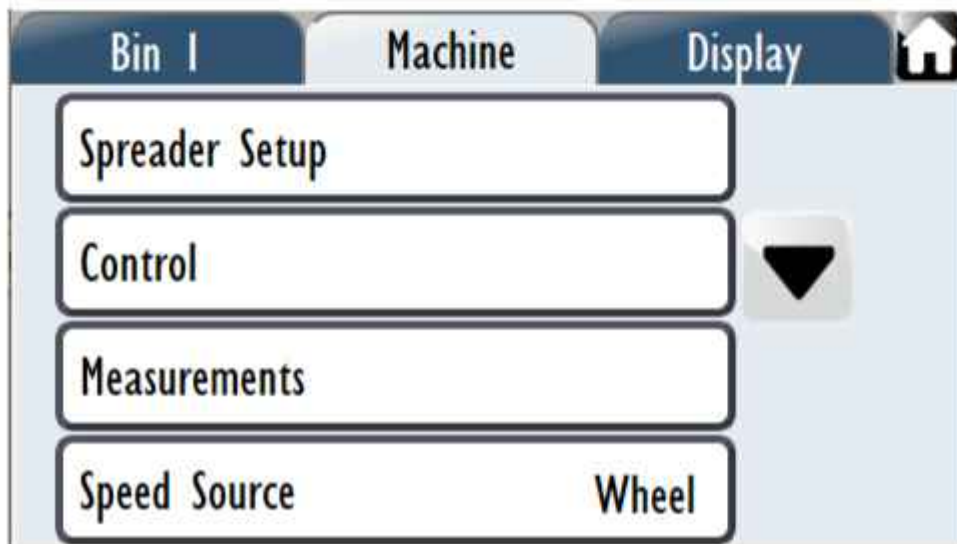 Bin 1 Machine Display
Spreader Setup
Control
Measurements
Speed Source Wheel